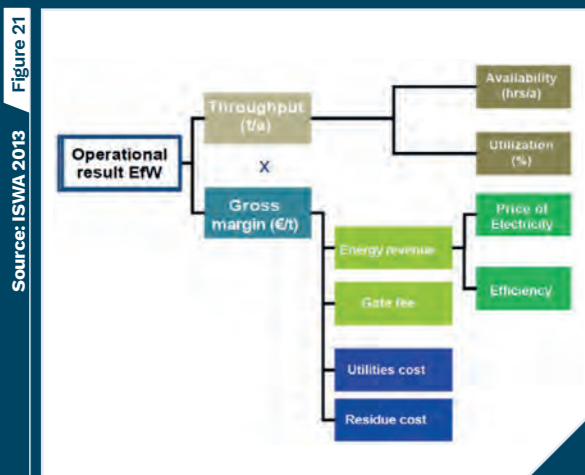 Figure 21
Source: ISWA 2013
Operational
result EfW
Throughput
(t/a)
X
Gross
margin (€/t)
Availability
(hrs/a)
Utilization
(%)
Energy revenue
Gate fee
Utilities cost
Residue cost
Price of
Electricity
Efficiency